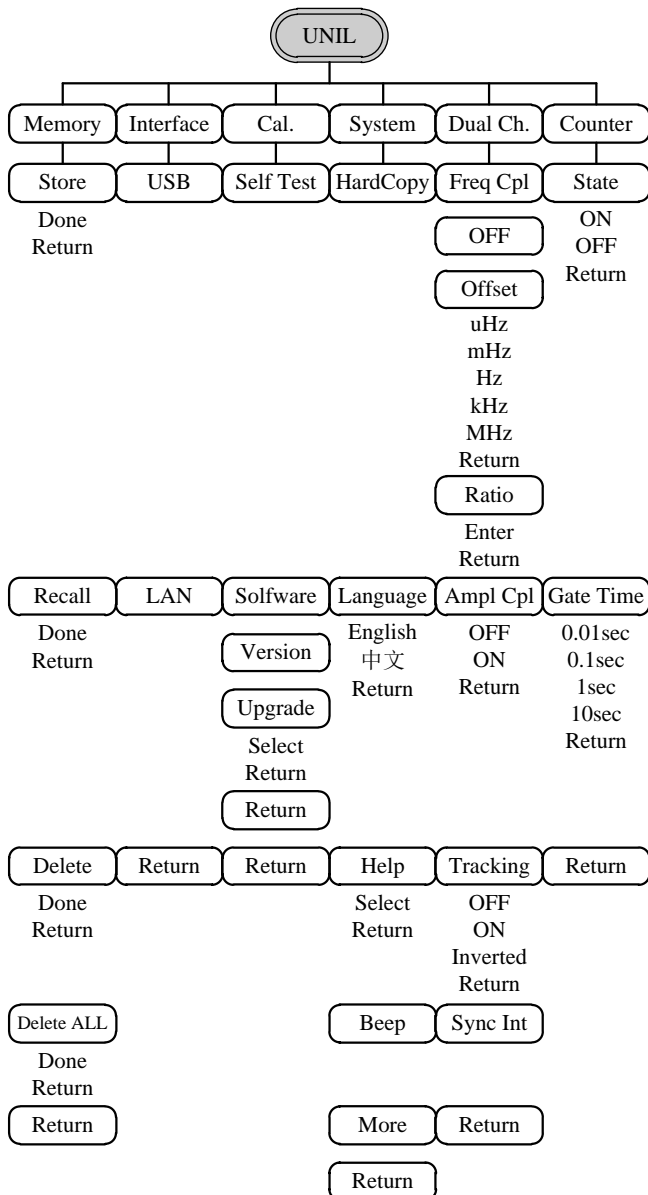 UNIL
Memory Interface Cal. System Dual Ch. Counter
Store USB Self Test HardCopy Freq Cpl State
Done ON
Return OFF
OFF Return
Offset
uHz
mHz
Hz
kHz
MHz
Return
Ratio
Enter
Return
Recall LAN Solfware Language Ampl Cpl Gate Time
Done English OFF 0.01sec
Return Version 中文 ON 0.1sec
Return Return 1sec
Upgrade 10sec
Select Return
Return
Return
Delete Return Return Help Tracking Return
Done Select OFF
Return Return ON
Inverted
Return
Delete ALL Beep Sync Int
Done
Return
Return More Return
Return